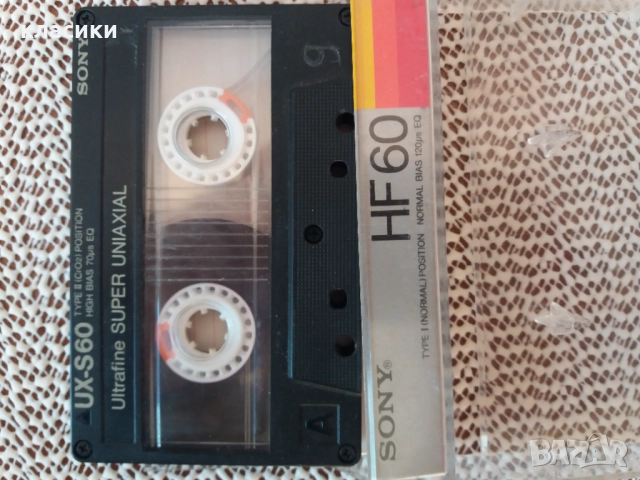 класики
SONY
UX-S60
TYPE II (CrO2) POSITION
HIGH BIAS 70µs EQ
Ultrafine SUPER UNIAXIAL
A
SONY
HF60
TYPE I (NORMAL) POSITION NORMAL BIAS 120µs EQ
BAZAR